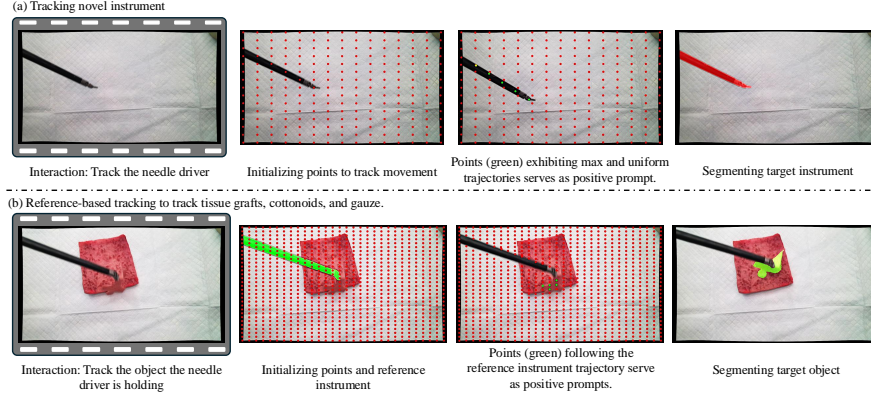 (a) Tracking novel instrument
Interaction: Track the needle driver
Initializing points to track movement
Points (green) exhibiting max and uniform
trajectories serves as positive prompt.
Segmenting target instrument
(b) Reference-based tracking to track tissue grafts, cottonoids, and gauze.
Interaction: Track the object the needle
driver is holding
Initializing points and reference
instrument
Points (green) following the
reference instrument trajectory serve
as positive prompts.
Segmenting target object